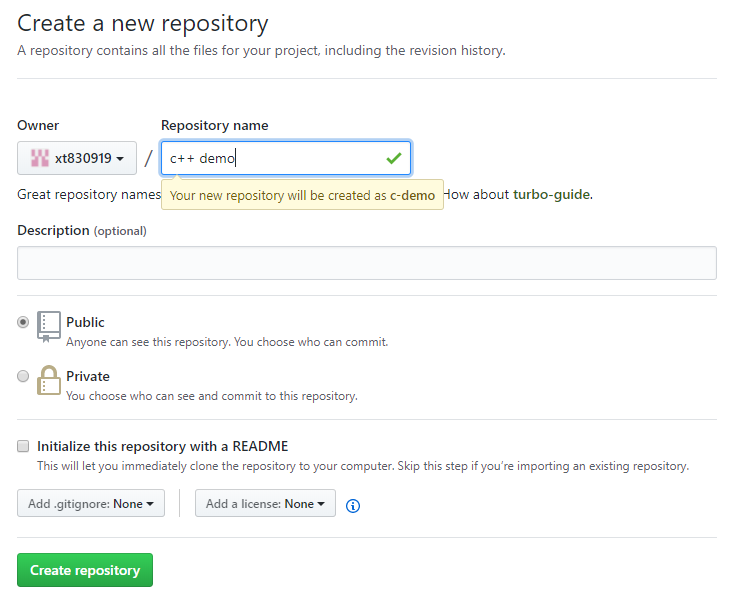 Create a new repository
A repository contains all the files for your project, including the revision history.
Owner
Repository name
xt830919 / c++ demo
Great repository names
Your new repository will be created as c-demo
How about turbo-guide.
Description (optional)
Public
Anyone can see this repository. You choose who can commit.
Private
You choose who can see and commit to this repository.
Initialize this repository with a README
This will let you immediately clone the repository to your computer. Skip this step if you’re importing an existing repository.
Add .gitignore: None
Add a license: None
Create repository